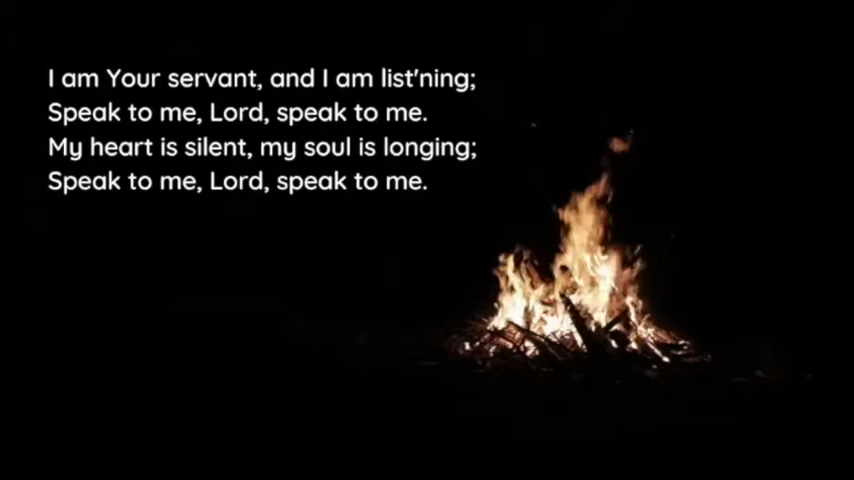 I am Your servant, and I am list'ning;
Speak to me, Lord, speak to me.
My heart is silent, my soul is longing;
Speak to me, Lord, speak to me.